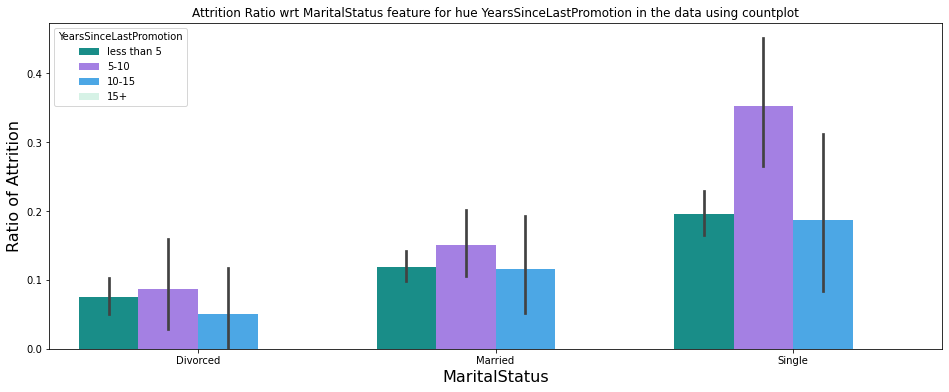 Attrition Ratio wrt MaritalStatus feature for hue YearsSinceLastPromotion in the data using countplot
YearsSinceLastPromotion
less than 5
5-10
10-15
15+
Ratio of Attrition
0.4
0.3
0.2
0.1
0.0
Divorced
Married
Single
MaritalStatus